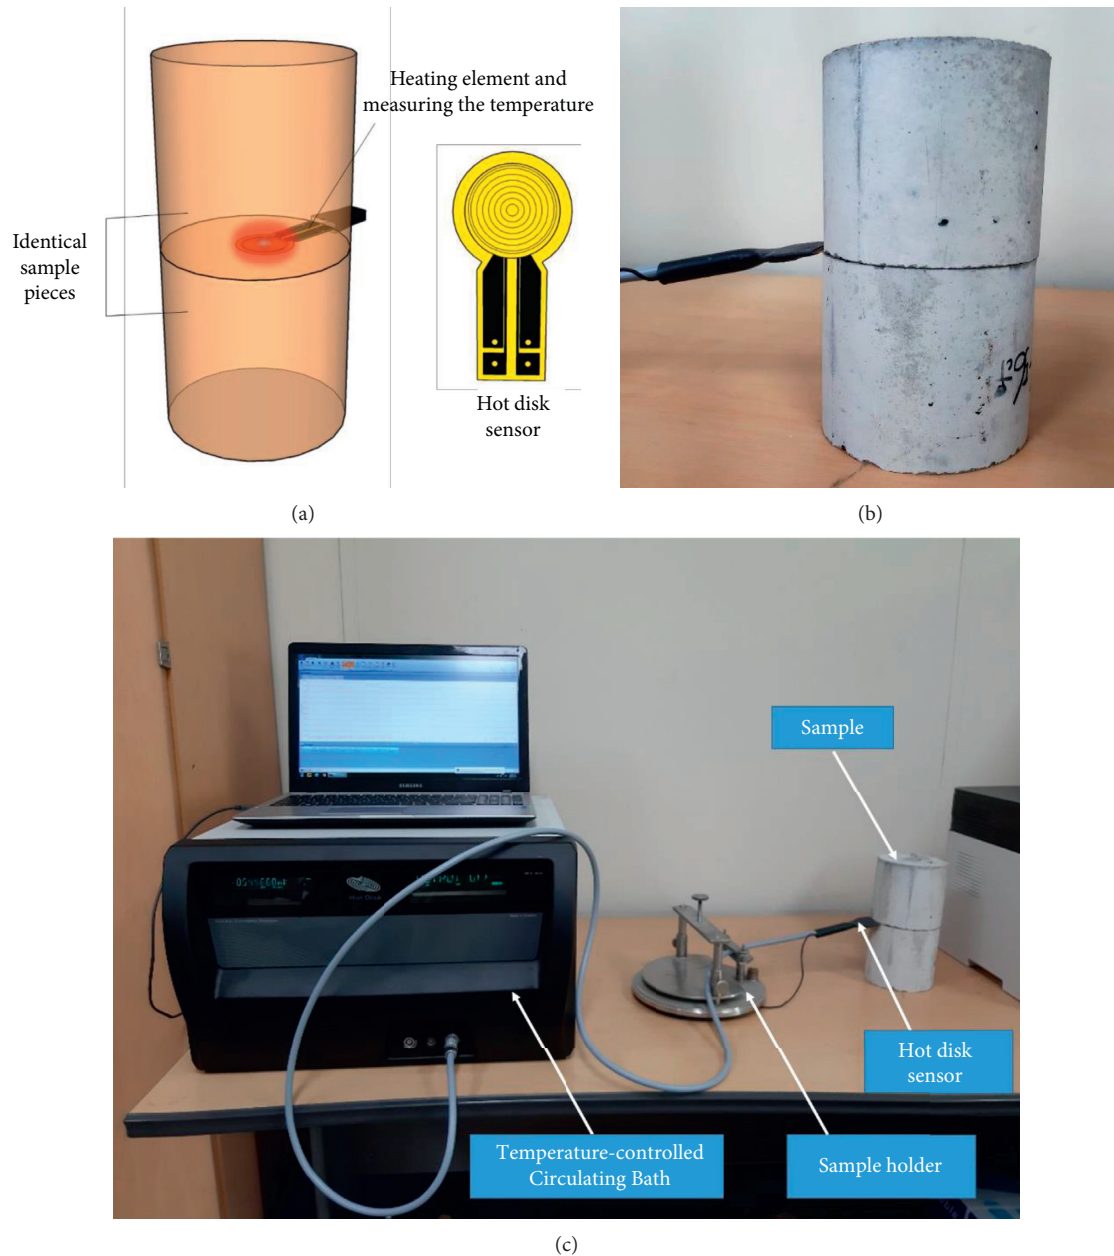 Heating element and
measuring the temperature
Identical
sample
pieces
Hot disk
sensor
(a)
(b)
SAMSUNG
Sample
Hot disk
sensor
Temperature-controlled
Circulating Bath
Sample holder
(c)